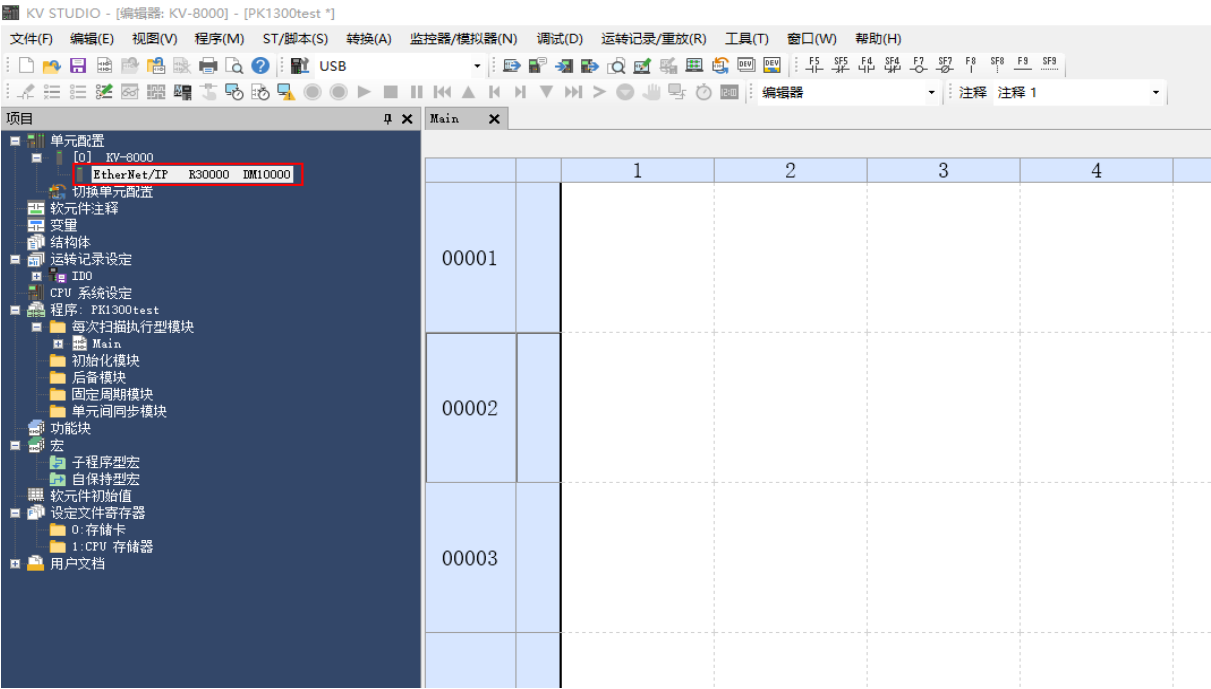 KV STUDIO - [编辑器: KV-8000] - [PK1300test *]
文件(F) 编辑(E) 视图(V) 程序(M) ST/脚本(S) 转换(A) 监控器/模拟器(N) 调试(D) 运转记录/重放(R) 工具(T) 窗口(W) 帮助(H)
USB DEV DEV F5 SF5 F4 SF4 F7 SF7 F8 SF8 F9 SF9
编辑器 注释 注释 1
项目 Main
单元配置
[0] KV-8000
EtherNet/IP R30000 DM10000
切换单元配置
软元件注释
变量
结构体
运转记录设定
ID0
CPU 系统设定
程序: PK1300test
每次扫描执行型模块
Main
初始化模块
后备模块
固定周期模块
单元间同步模块
功能块
宏
子程序型宏
自保持型宏
软元件初始值
设定文件寄存器
0:存储卡
1:CPU 存储器
用户文档
1 2 3 4
00001
00002
00003